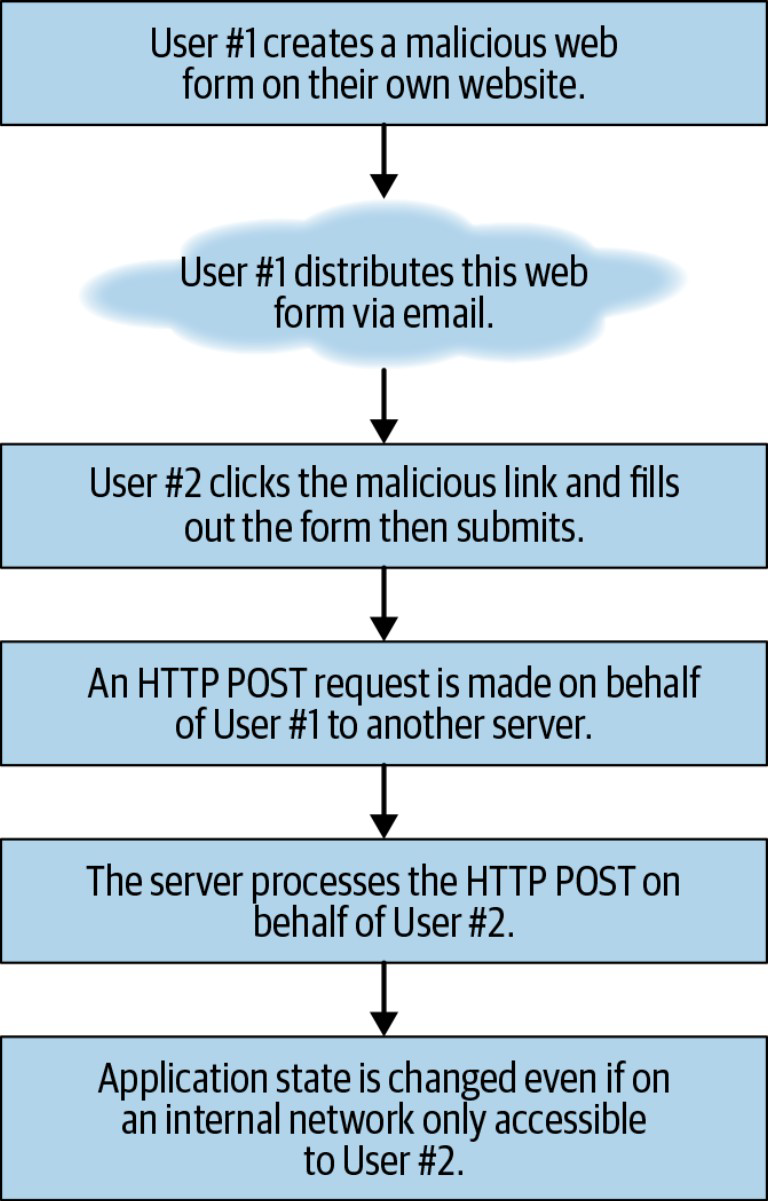 User #1 creates a malicious web
form on their own website.
User #1 distributes this web
form via email.
User #2 clicks the malicious link and fills
out the form then submits.
An HTTP POST request is made on behalf
of User #1 to another server.
The server processes the HTTP POST on
behalf of User #2.
Application state is changed even if on
an internal network only accessible
to User #2.